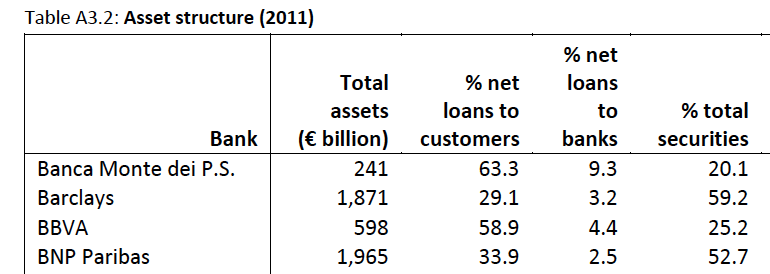 Table A3.2: Asset structure (2011)
% net
Total % net loans
assets loans to to % total
Bank (€ billion) customers banks securities
Banca Monte dei P.S. 241 63.3 9.3 20.1
Barclays 1,871 29.1 3.2 59.2
BBVA 598 58.9 4.4 25.2
BNP Paribas 1,965 33.9 2.5 52.7